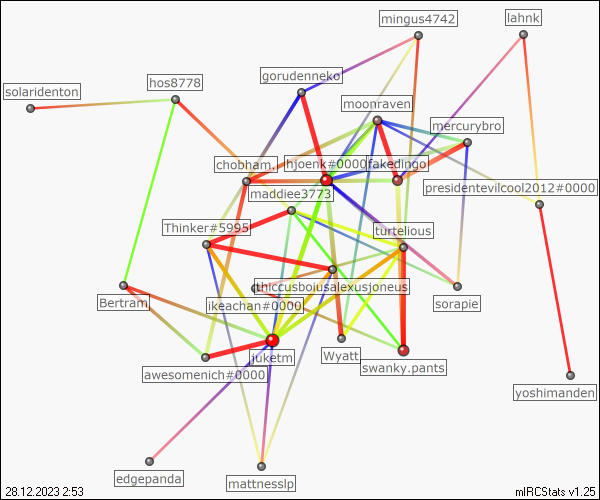 mingus4742
lahnk
gorudenneko
hos8778
solaridenton
moonraven
mercurybro
chobham.
hjoenk#0000
fakedingo
maddiee3773
presidentevilcool2012#0000
Thinker#5995
turtelious
thiccusboiusalexusjoneus
Bertram
ikeachan#0000
sorapie
juketm
Wyatt
swanky.pants
awesomenich#0000
yoshimanden
edgepanda
mattnesslp
28.12.2023 2:53
mIRCStats v1.25